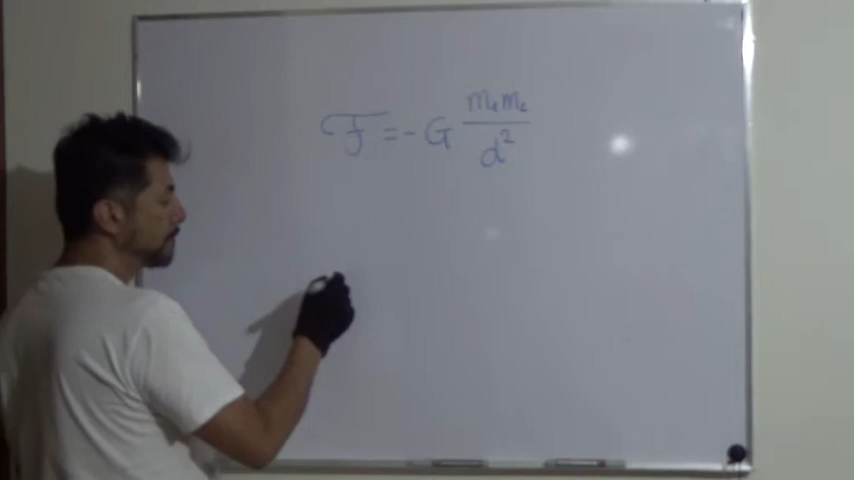 F = - G m₁m₂ / d²